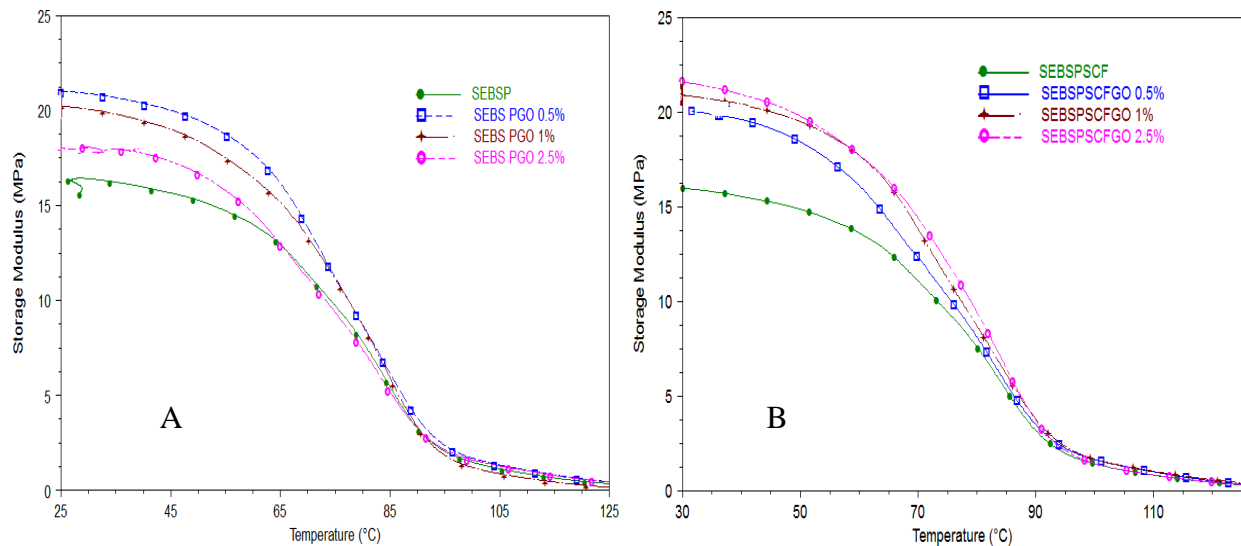 25
20
15
10
5
0
Storage Modulus (MPa)
SEBSP
SEBS PGO 0.5%
SEBS PGO 1%
SEBS PGO 2.5%
A
25 45 65 85 105 125
Temperature (°C)
25
20
15
10
5
0
Storage Modulus (MPa)
SEBSPSCF
SEBSPSCFGO 0.5%
SEBSPSCFGO 1%
SEBSPSCFGO 2.5%
B
30 50 70 90 110
Temperature (°C)